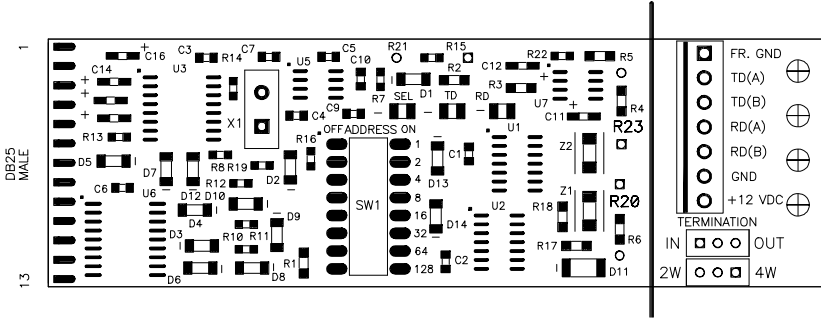 1
C16
C3
R14
C7
C5
C10
R21
R15
R22
R5
FR. GND
C14
U3
U5
R2
C12
R3
TD(A)
R7
SEL
D1
TD
RD
U7
R4
TD(B)
X1
C4
C9
C11
R23
RD(A)
R13
R16
OFF ADDRESS ON
U1
1
Z2
RD(B)
DB25 MALE
D5
D7
R8
R19
D2
2
D13
C1
GND
C6
U6
D12
D10
R12
4
Z1
R20
+12 VDC
D4
D9
SW1
8
U2
R18
16
D14
TERMINATION
D3
R10
R11
32
R17
R6
IN
OUT
64
R1
C2
13
D6
D8
128
D11
2W
4W